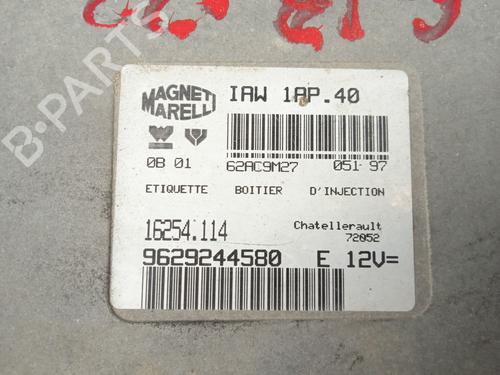 B-PARTS
MAGNETI MARELLI
IAW 1AP.40
0B 01
62AC9M27
051 97
ETIQUETTE BOITIER D'INJECTION
16254.114
Chatellerault
72052
9629244580 E 12V=